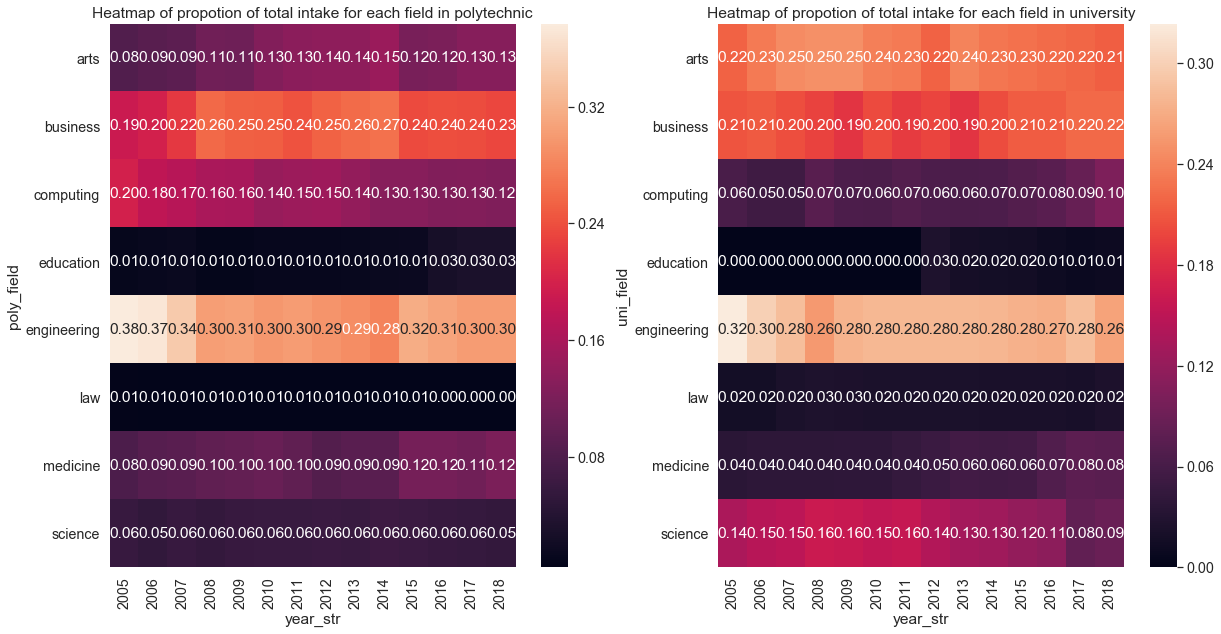 Heatmap of propotion of total intake for each field in polytechnic
arts 0.08 0.09 0.09 0.11 0.11 0.13 0.13 0.14 0.14 0.15 0.12 0.12 0.13 0.13
business 0.19 0.20 0.22 0.26 0.25 0.25 0.24 0.25 0.26 0.27 0.24 0.24 0.24 0.23
computing 0.20 0.18 0.17 0.16 0.16 0.14 0.15 0.15 0.14 0.13 0.13 0.13 0.13 0.12
education 0.01 0.01 0.01 0.01 0.01 0.01 0.01 0.01 0.01 0.01 0.01 0.03 0.03 0.03
engineering 0.38 0.37 0.34 0.30 0.31 0.30 0.30 0.29 0.29 0.28 0.32 0.31 0.30 0.30
law 0.01 0.01 0.01 0.01 0.01 0.01 0.01 0.01 0.01 0.01 0.01 0.00 0.00 0.00
medicine 0.08 0.09 0.09 0.10 0.10 0.10 0.10 0.09 0.09 0.09 0.12 0.12 0.11 0.12
science 0.06 0.05 0.06 0.06 0.06 0.06 0.06 0.06 0.06 0.06 0.06 0.06 0.06 0.05
2005 2006 2007 2008 2009 2010 2011 2012 2013 2014 2015 2016 2017 2018
year_str
poly_field
0.32
0.24
0.16
0.08
Heatmap of propotion of total intake for each field in university
arts 0.22 0.23 0.25 0.25 0.25 0.24 0.23 0.22 0.24 0.23 0.23 0.22 0.22 0.21
business 0.21 0.21 0.20 0.20 0.19 0.20 0.19 0.20 0.19 0.20 0.21 0.21 0.22 0.22
computing 0.06 0.05 0.05 0.07 0.07 0.06 0.07 0.06 0.06 0.07 0.07 0.08 0.09 0.10
education 0.00 0.00 0.00 0.00 0.00 0.00 0.00 0.03 0.02 0.02 0.02 0.01 0.01 0.01
engineering 0.32 0.30 0.28 0.26 0.28 0.28 0.28 0.28 0.28 0.28 0.28 0.27 0.28 0.26
law 0.02 0.02 0.02 0.03 0.03 0.02 0.02 0.02 0.02 0.02 0.02 0.02 0.02 0.02
medicine 0.04 0.04 0.04 0.04 0.04 0.04 0.04 0.05 0.06 0.06 0.06 0.07 0.08 0.08
science 0.14 0.15 0.15 0.16 0.16 0.15 0.16 0.14 0.13 0.13 0.12 0.11 0.08 0.09
2005 2006 2007 2008 2009 2010 2011 2012 2013 2014 2015 2016 2017 2018
year_str
uni_field
0.30
0.24
0.18
0.12
0.06
0.00